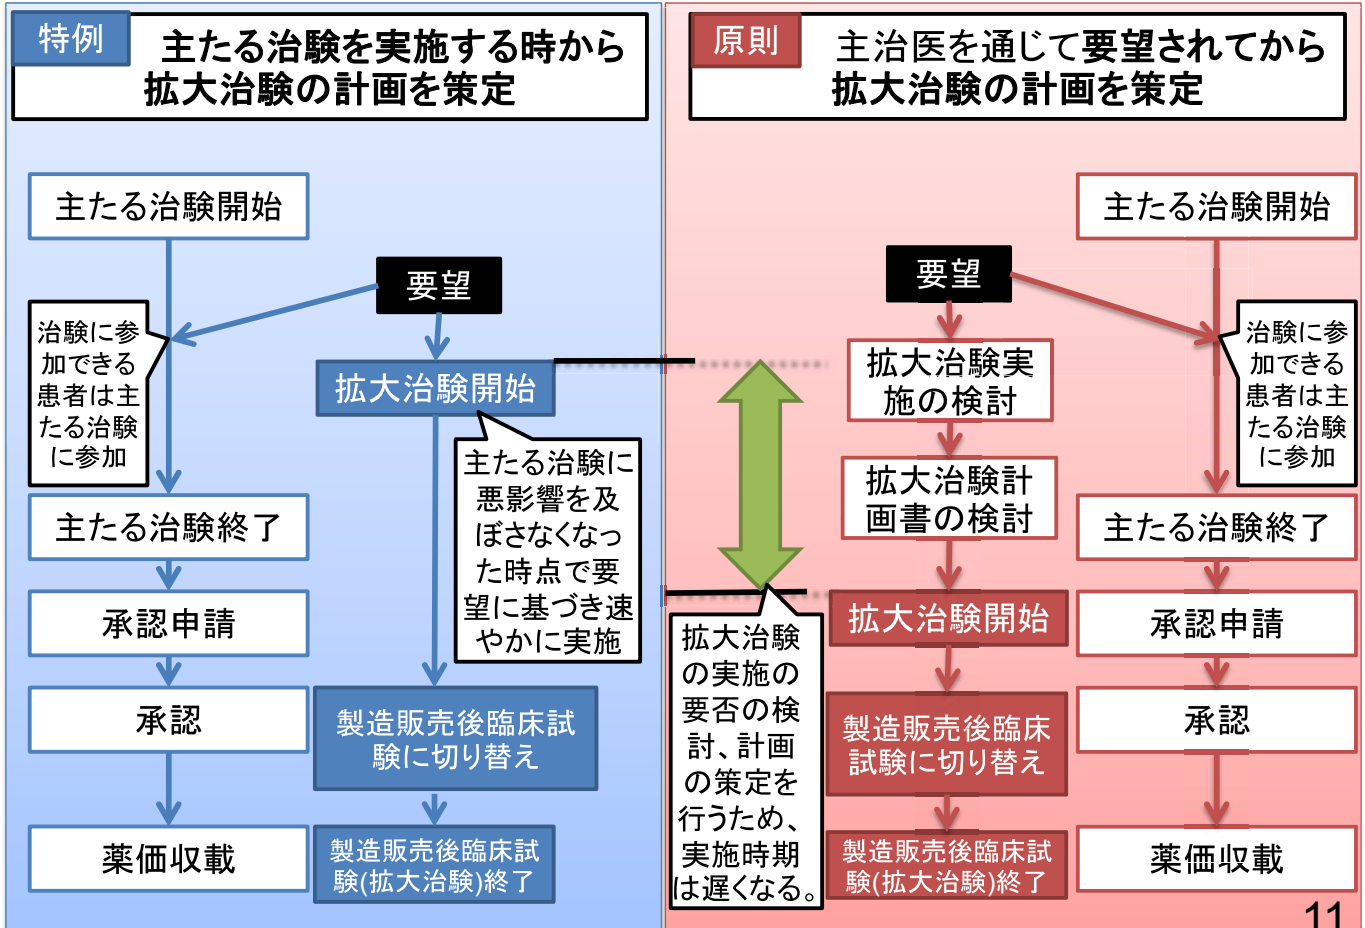 特例
主たる治験を実施する時から
拡大治験の計画を策定
主たる治験開始
要望
治験に参
加できる
患者は主
たる治験
に参加
拡大治験開始
主たる治験に
悪影響を及
ぼさなくなっ
た時点で要
望に基づき速
やかに実施
主たる治験終了
承認申請
承認
薬価収載
製造販売後臨床試
験に切り替え
製造販売後臨床試
験(拡大治験)終了
原則
主治医を通じて要望されてから
拡大治験の計画を策定
主たる治験開始
要望
拡大治験実
施の検討
治験に参
加できる
患者は主
たる治験
に参加
拡大治験計
画書の検討
主たる治験終了
拡大治験開始
拡大治験
の実施の
要否の検
討、計画
の策定を
行うため、
実施時期
は遅くなる。
承認申請
製造販売後臨床
試験に切り替え
承認
製造販売後臨床試
験(拡大治験)終了
薬価収載
11